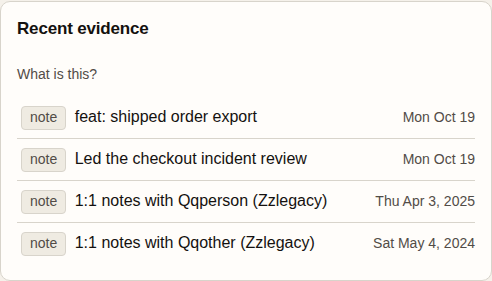 Recent evidence
What is this?
note feat: shipped order export Mon Oct 19
note Led the checkout incident review Mon Oct 19
note 1:1 notes with Qqperson (Zzlegacy) Thu Apr 3, 2025
note 1:1 notes with Qqother (Zzlegacy) Sat May 4, 2024